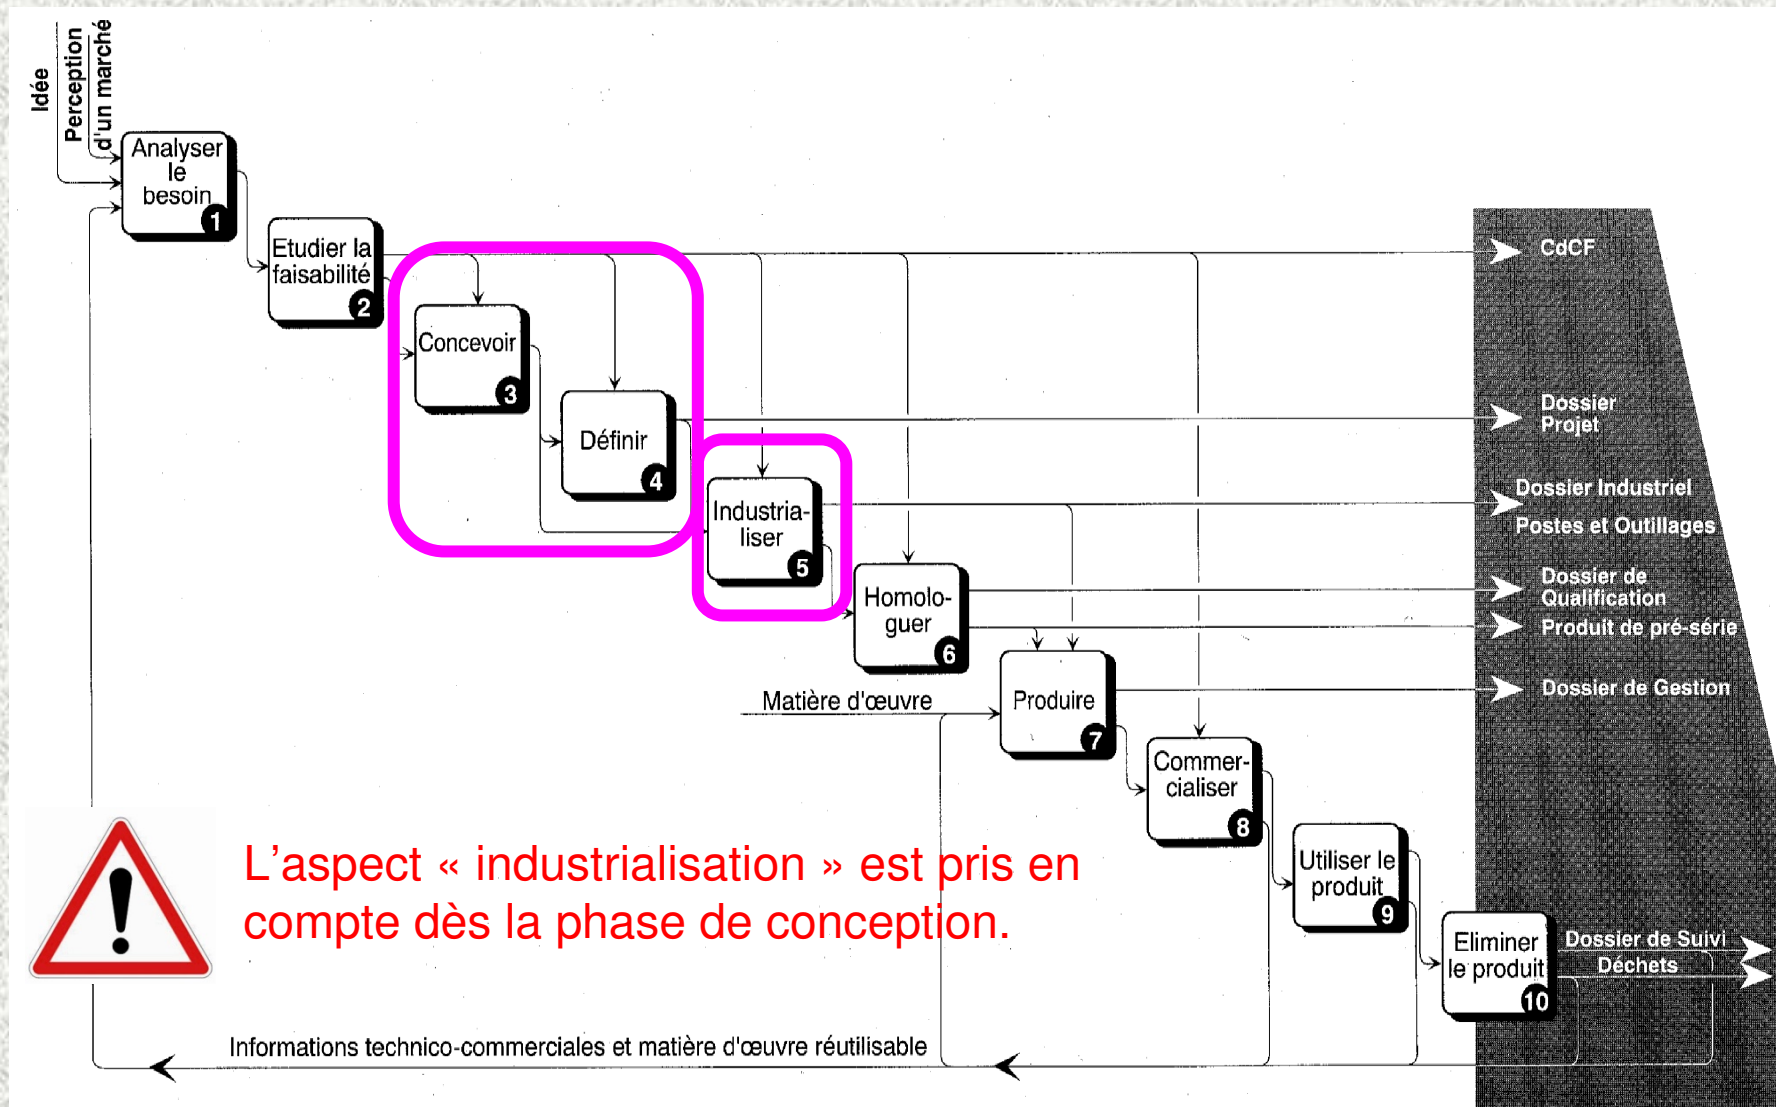 Idée
Perception
d'un marché
Analyser
le
besoin
1
Etudier la
faisabilité
2
CdCF
Concevoir
3
Dossier
Projet
Définir
4
Industria-
liser
5
Dossier Industriel
Postes et Outillages
Homolo-
guer
6
Dossier de
Qualification
Produit de pré-série
Matière d'œuvre
Produire
7
Dossier de Gestion
Commer-
cialiser
8
L'aspect « industrialisation » est pris en
compte dès la phase de conception.
Utiliser le
produit
9
Eliminer
le produit
10
Dossier de Suivi
Déchets
Informations technico-commerciales et matière d'œuvre réutilisable